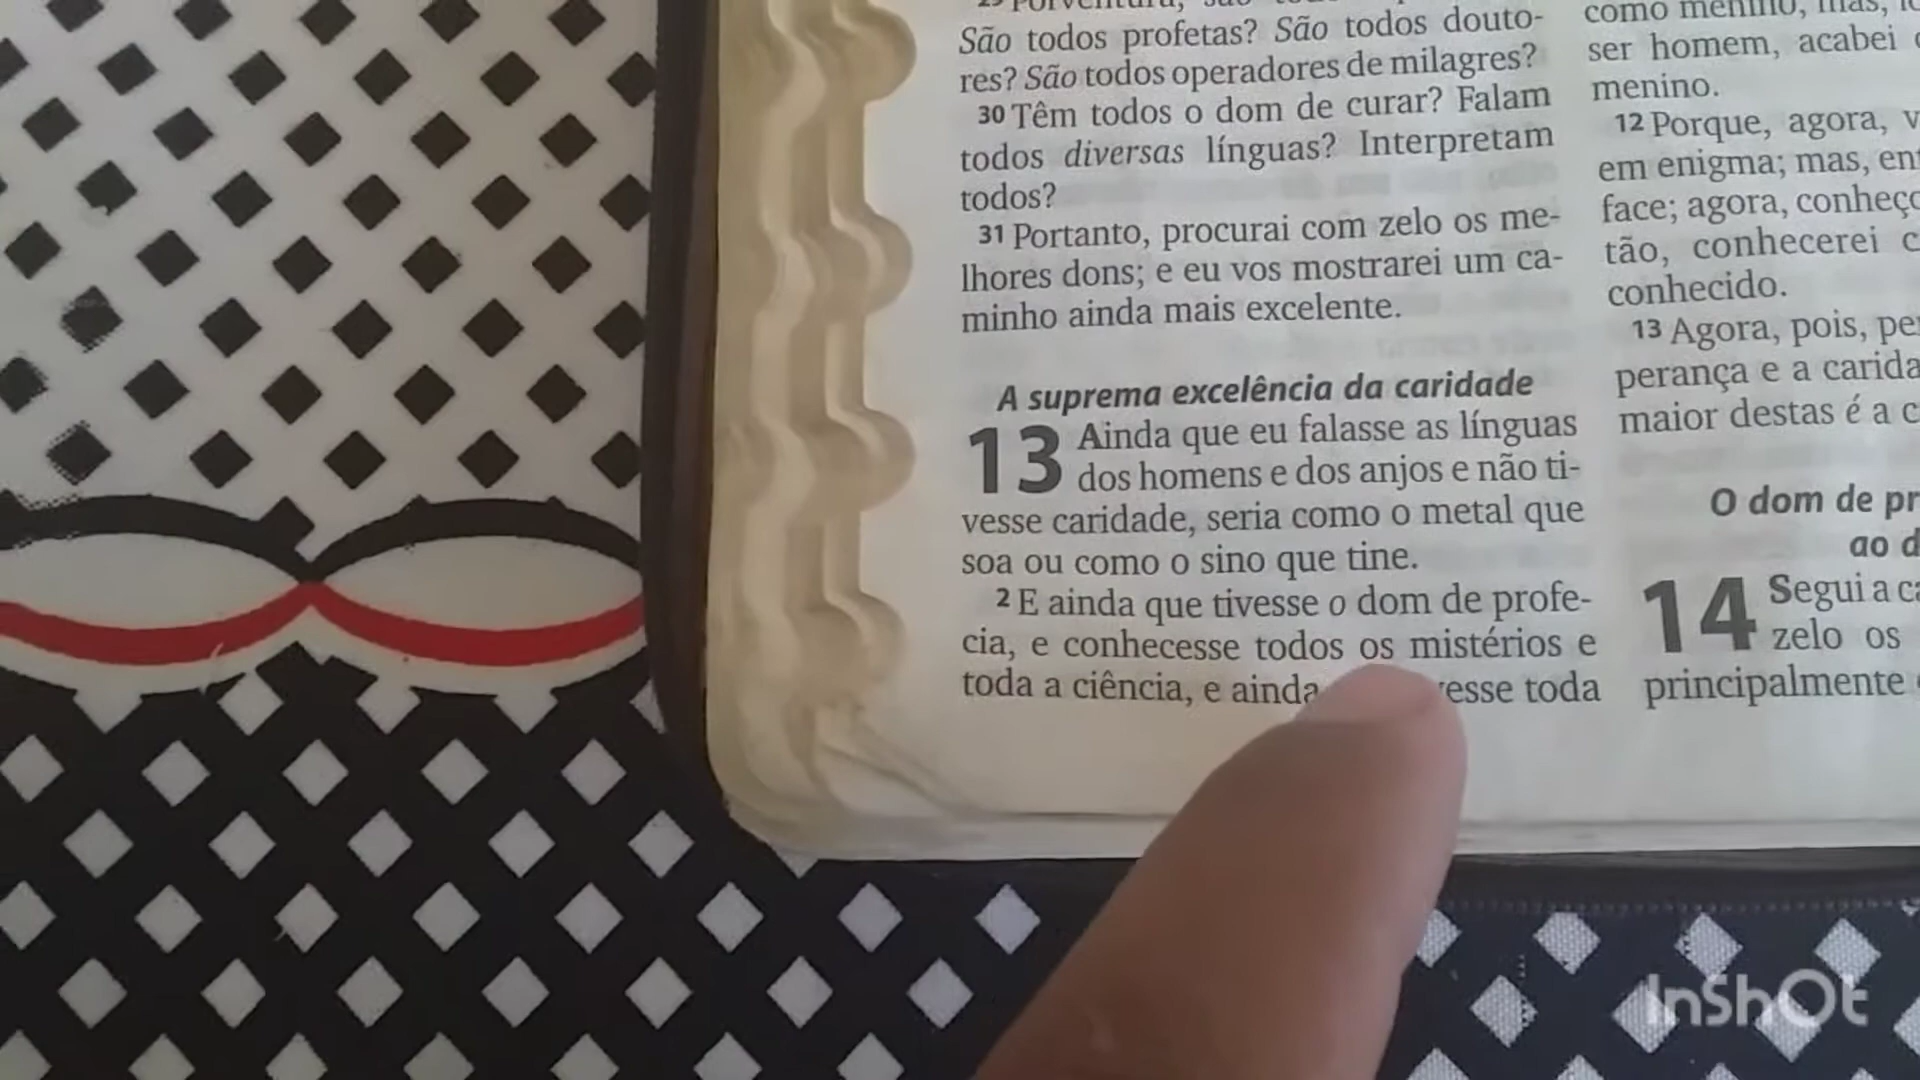 São todos profetas? São todos douto-
res? São todos operadores de milagres?
30 Têm todos o dom de curar? Falam
todos diversas línguas? Interpretam
todos?
31 Portanto, procurai com zelo os me-
lhores dons; e eu vos mostrarei um ca-
minho ainda mais excelente.
A suprema excelência da caridade
13 Ainda que eu falasse as línguas
dos homens e dos anjos e não ti-
vesse caridade, seria como o metal que
soa ou como o sino que tine.
2 E ainda que tivesse o dom de profe-
cia, e conhecesse todos os mistérios e
toda a ciência, e ainda toda
como menino, mas,
ser homem, acabei
menino.
12 Porque, agora,
em enigma; mas,
face; agora,
tão, conhecerei
conhecido.
13 Agora, pois,
perança e a
maior destas é a
O dom de
ao
14 Segui a
zelo os
principalmente
InShOt